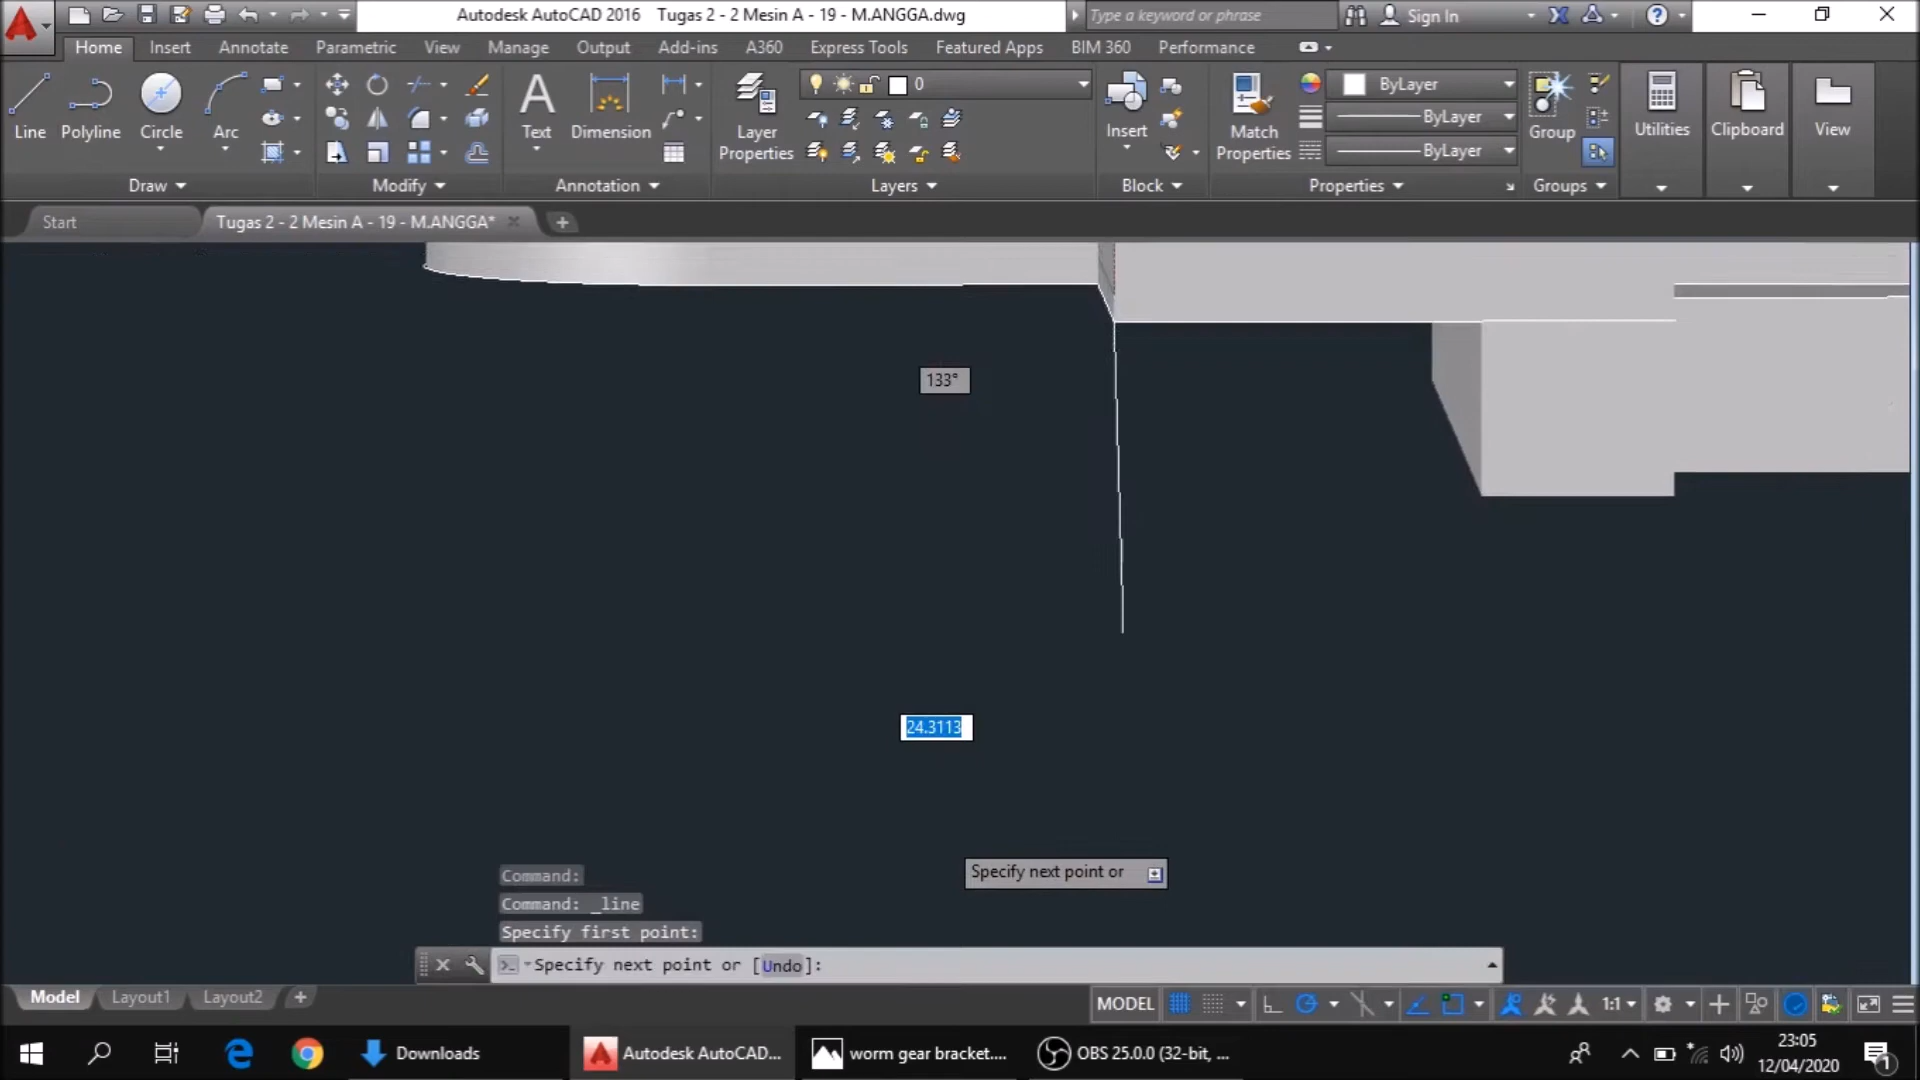 Autodesk AutoCAD 2016 Tugas 2 - 2 Mesin A - 19 - M.ANGGA.dwg
Type a keyword or phrase
Sign In
Home Insert Annotate Parametric View Manage Output Add-ins A360 Express Tools Featured Apps BIM 360 Performance
Line Polyline Circle Arc
Text Dimension
Layer Properties
0
Insert
Match Properties
ByLayer
ByLayer
ByLayer
Group Utilities Clipboard View
Draw Modify Annotation Layers Block Properties Groups
Start Tugas 2 - 2 Mesin A - 19 - M.ANGGA*
133°
24.3113
Specify next point or
Command:
Command: _line
Specify first point:
Specify next point or [Undo]:
Model Layout1 Layout2
MODEL 1:1
Downloads Autodesk AutoCAD... worm gear bracket.... OBS 25.0.0 (32-bit, ...
23:05
12/04/2020
1